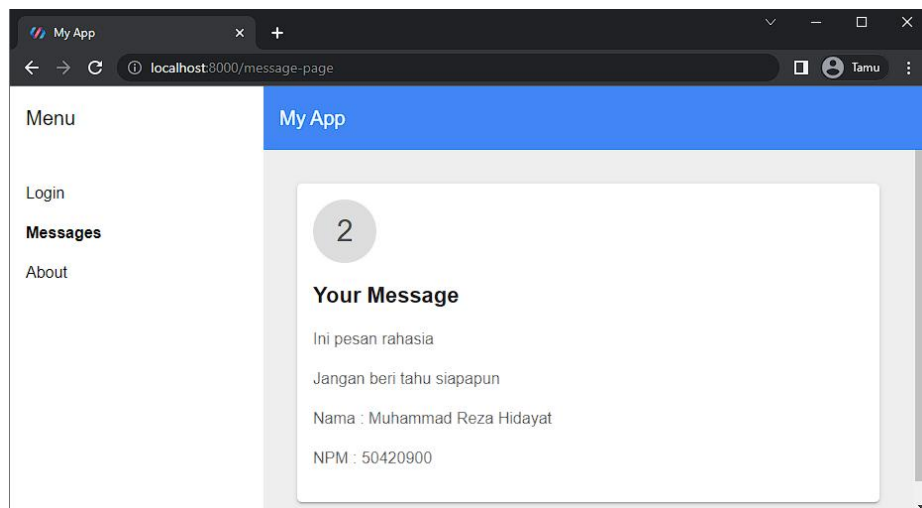 My App
localhost:8000/message-page
Tamu
Menu
My App
Login
Messages
About
2
Your Message
Ini pesan rahasia
Jangan beri tahu siapapun
Nama : Muhammad Reza Hidayat
NPM : 50420900